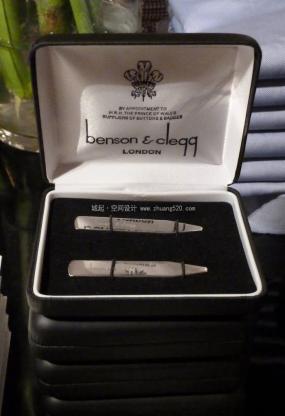 BY APPOINTMENT TO
H.R.H. THE PRINCE OF WALES
SUPPLIERS OF BUTTONS & BADGES
benson & clegg
LONDON
域起·空间设计 www.zhuang520.com